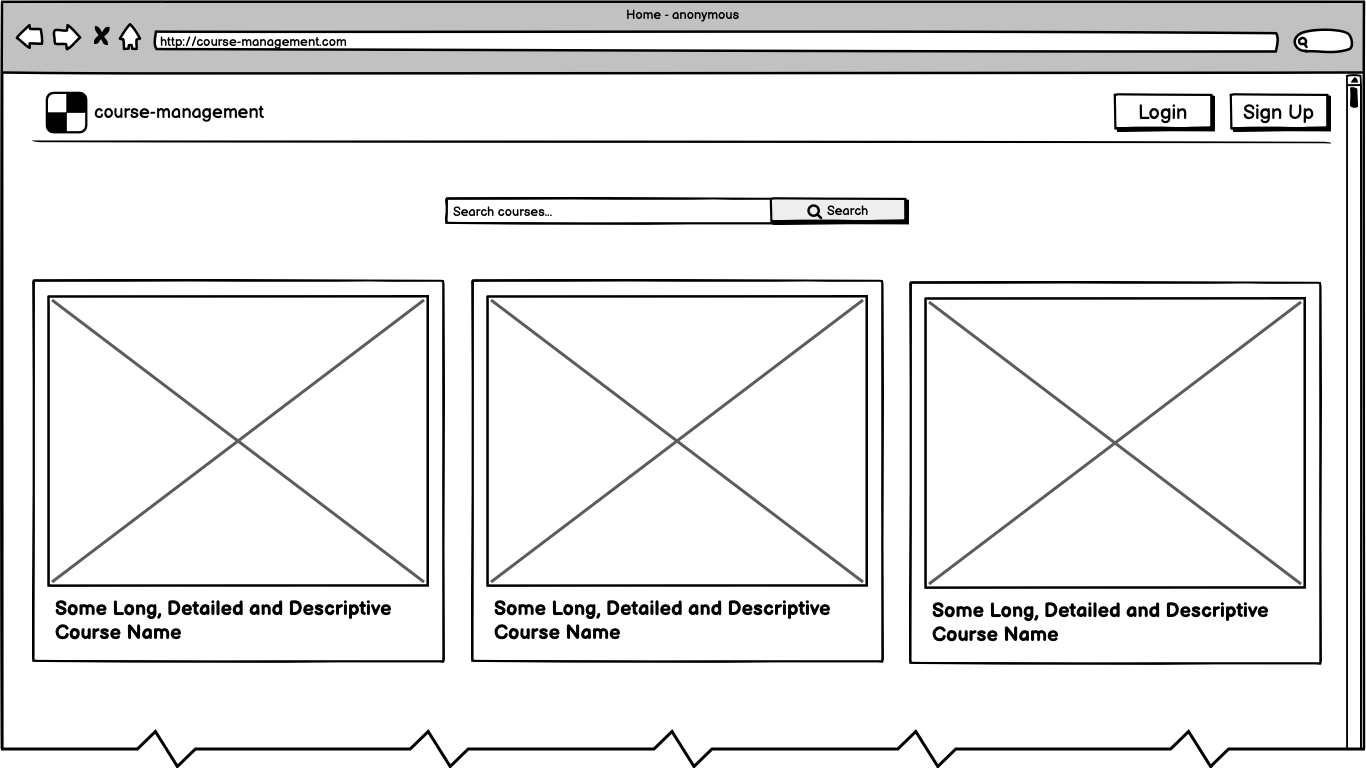 Home - anonymous
http://course-management.com
course-management
Login
Sign Up
Search courses...
Search
Some Long, Detailed and Descriptive
Course Name
Some Long, Detailed and Descriptive
Course Name
Some Long, Detailed and Descriptive
Course Name